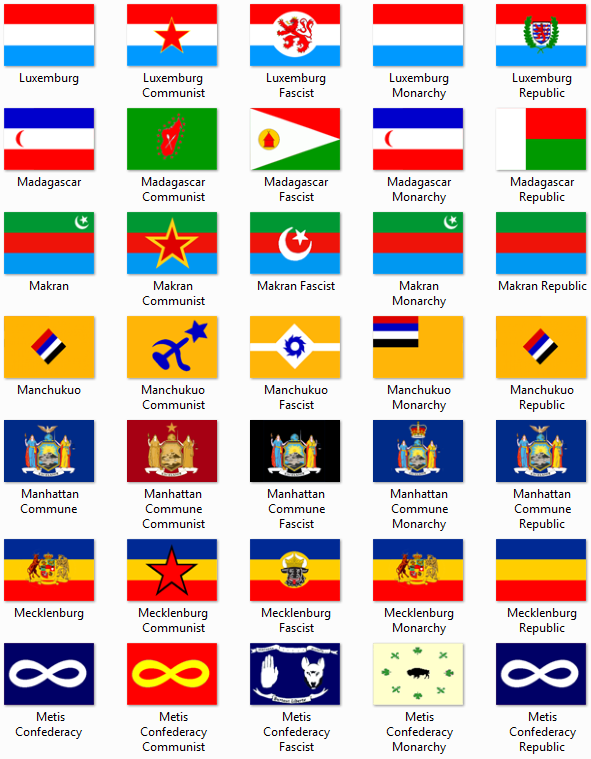 Luxemburg
Luxemburg Communist
Luxemburg Fascist
Luxemburg Monarchy
Luxemburg Republic
Madagascar
Madagascar Communist
Madagascar Fascist
Madagascar Monarchy
Madagascar Republic
Makran
Makran Communist
Makran Fascist
Makran Monarchy
Makran Republic
Manchukuo
Manchukuo Communist
Manchukuo Fascist
Manchukuo Monarchy
Manchukuo Republic
Manhattan Commune
Manhattan Commune Communist
Manhattan Commune Fascist
Manhattan Commune Monarchy
Manhattan Commune Republic
Mecklenburg
Mecklenburg Communist
Mecklenburg Fascist
Mecklenburg Monarchy
Mecklenburg Republic
Metis Confederacy
Metis Confederacy Communist
Metis Confederacy Fascist
Metis Confederacy Monarchy
Metis Confederacy Republic